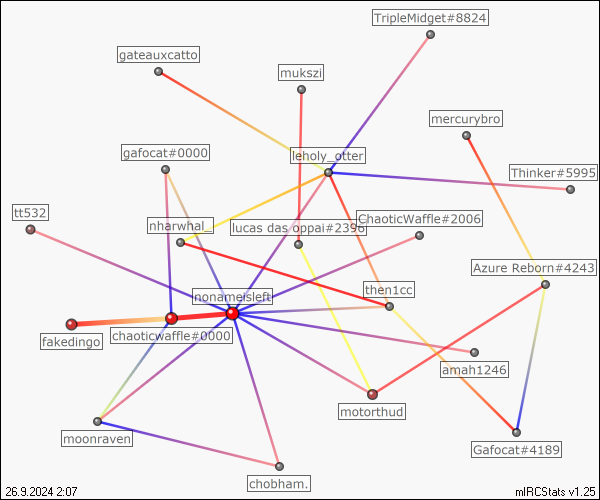 TripleMidget#8824
gateauxcatto
mukszi
mercurybro
gafocat#0000
leholy_otter
Thinker#5995
tt532
nharwhal_
lucas das oppai#2396
ChaoticWaffle#2006
Azure Reborn#4243
nonameisleft
then1cc
fakedingo
chaoticwaffle#0000
amah1246
motorthud
moonraven
Gafocat#4189
chobham.
26.9.2024 2:07
mIRCStats v1.25